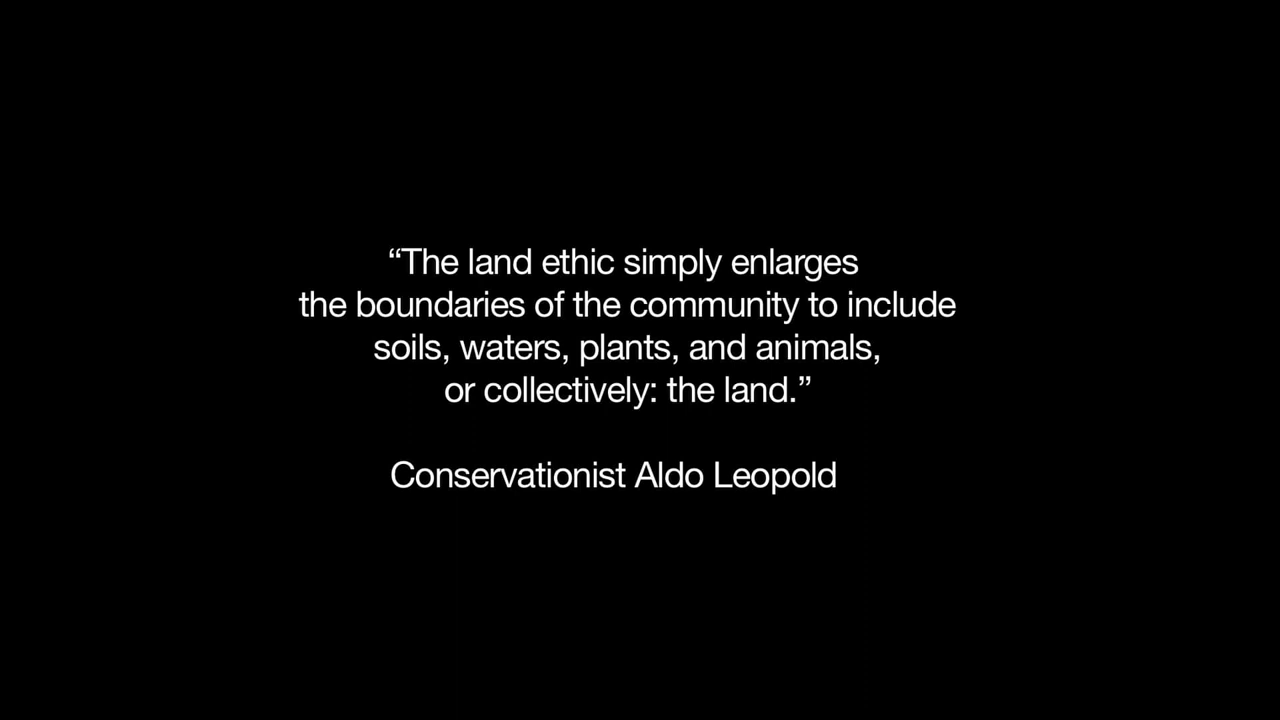 “The land ethic simply enlarges
the boundaries of the community to include
soils, waters, plants, and animals,
or collectively: the land.”
Conservationist Aldo Leopold